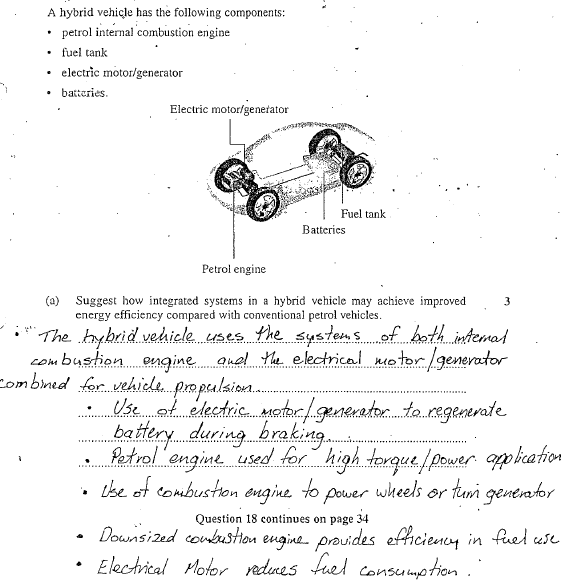 A hybrid vehicle has the following components:
• petrol internal combustion engine
• fuel tank
• electric motor/generator
• batteries.
Electric motor/generator
Fuel tank
Batteries
Petrol engine
(a) Suggest how integrated systems in a hybrid vehicle may achieve improved 3
energy efficiency compared with conventional petrol vehicles.
• The hybrid vehicle uses the systems of both internal
combustion engine and the electrical motor/generator
combined for vehicle propulsion.
• Use of electric motor/generator to regenerate
battery during braking.
• Petrol engine used for high torque/power application
• Use of combustion engine to power wheels or turn generator
Question 18 continues on page 34
• Downsized combustion engine provides efficiency in fuel use
• Electrical Motor reduces fuel consumption.